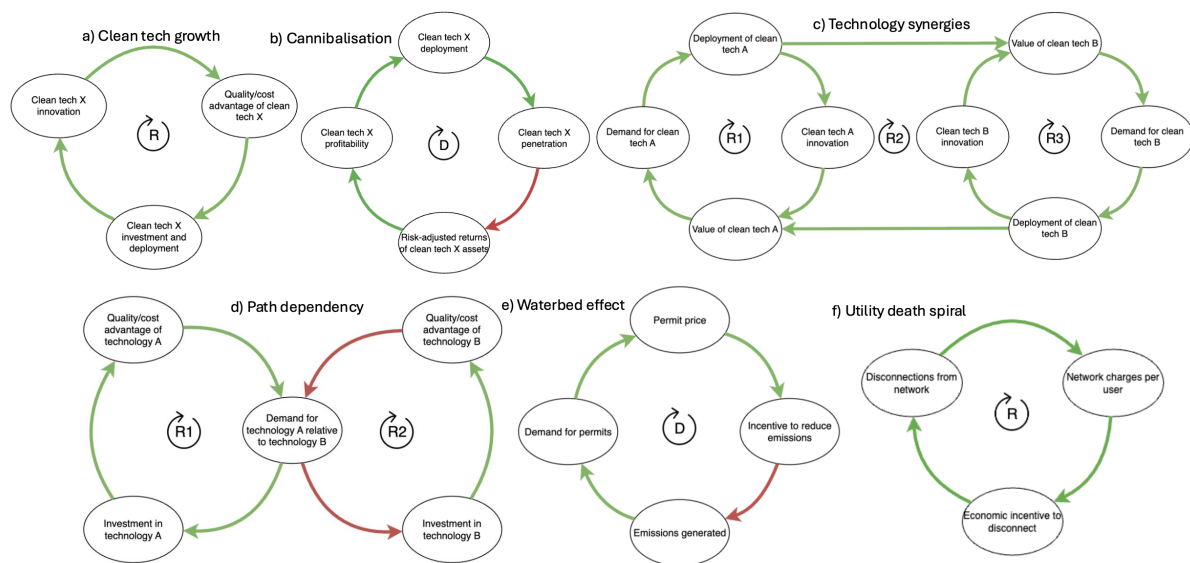 a) Clean tech growth
Clean tech X
innovation
Quality/cost
advantage of clean
tech X
Clean tech X
investment and
deployment
R
b) Cannibalisation
Clean tech X
deployment
Clean tech X
penetration
Risk-adjusted returns
of clean tech X assets
Clean tech X
profitability
D
c) Technology synergies
Deployment of clean
tech A
Clean tech A
innovation
Value of clean tech A
Demand for clean
tech A
R1
R2
Value of clean tech B
Demand for clean
tech B
Deployment of clean
tech B
Clean tech B
innovation
R3
d) Path dependency
Quality/cost
advantage of
technology A
Demand for
technology A relative
to technology B
Investment in
technology A
R1
Quality/cost
advantage of
technology B
Investment in
technology B
R2
e) Waterbed effect
Permit price
Incentive to reduce
emissions
Emissions generated
Demand for permits
D
f) Utility death spiral
Disconnections from
network
Network charges per
user
Economic incentive to
disconnect
R